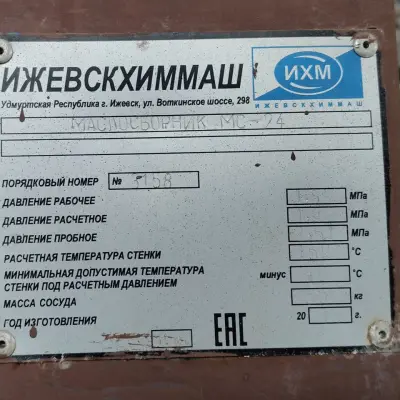 ИЖЕВСКХИММАШ
Удмуртская Республика г. Ижевск, ул. Воткинское шоссе, 298
ИХМ
ИЖЕВСКХИММАШ
МАСЛОСБОРНИК МС-24
ПОРЯДКОВЫЙ НОМЕР № 3158
ДАВЛЕНИЕ РАБОЧЕЕ МПа
ДАВЛЕНИЕ РАСЧЕТНОЕ МПа
ДАВЛЕНИЕ ПРОБНОЕ МПа
РАСЧЕТНАЯ ТЕМПЕРАТУРА СТЕНКИ °C
МИНИМАЛЬНАЯ ДОПУСТИМАЯ ТЕМПЕРАТУРА
СТЕНКИ ПОД РАСЧЕТНЫМ ДАВЛЕНИЕМ минус °C
МАССА СОСУДА кг
ГОД ИЗГОТОВЛЕНИЯ 20 г.
ЕАС